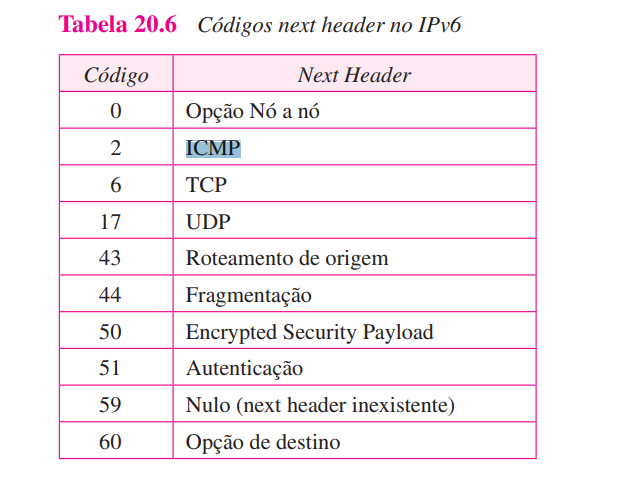 Tabela 20.6 Códigos next header no IPv6
Código Next Header
0 Opção Nó a nó
2 ICMP
6 TCP
17 UDP
43 Roteamento de origem
44 Fragmentação
50 Encrypted Security Payload
51 Autenticação
59 Nulo (next header inexistente)
60 Opção de destino